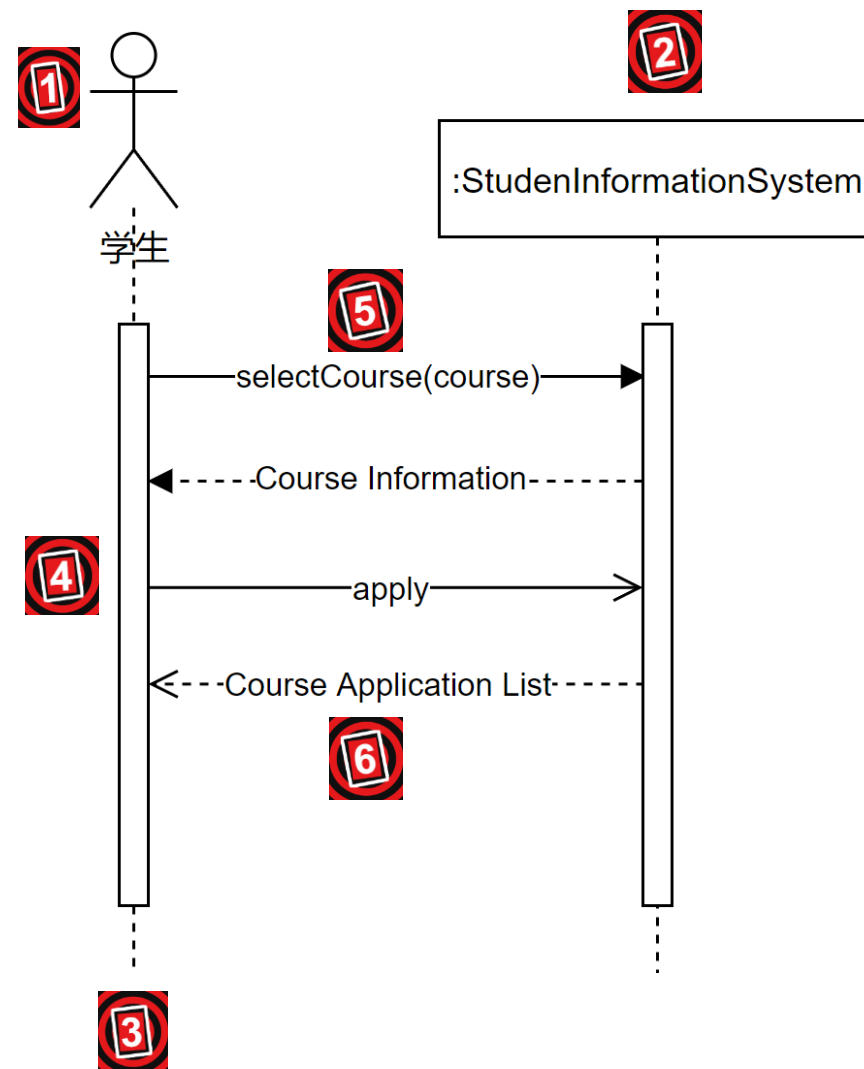 1
2
:StudenInformationSystem
学生
5
selectCourse(course)
Course Information
4
apply
Course Application List
6
3